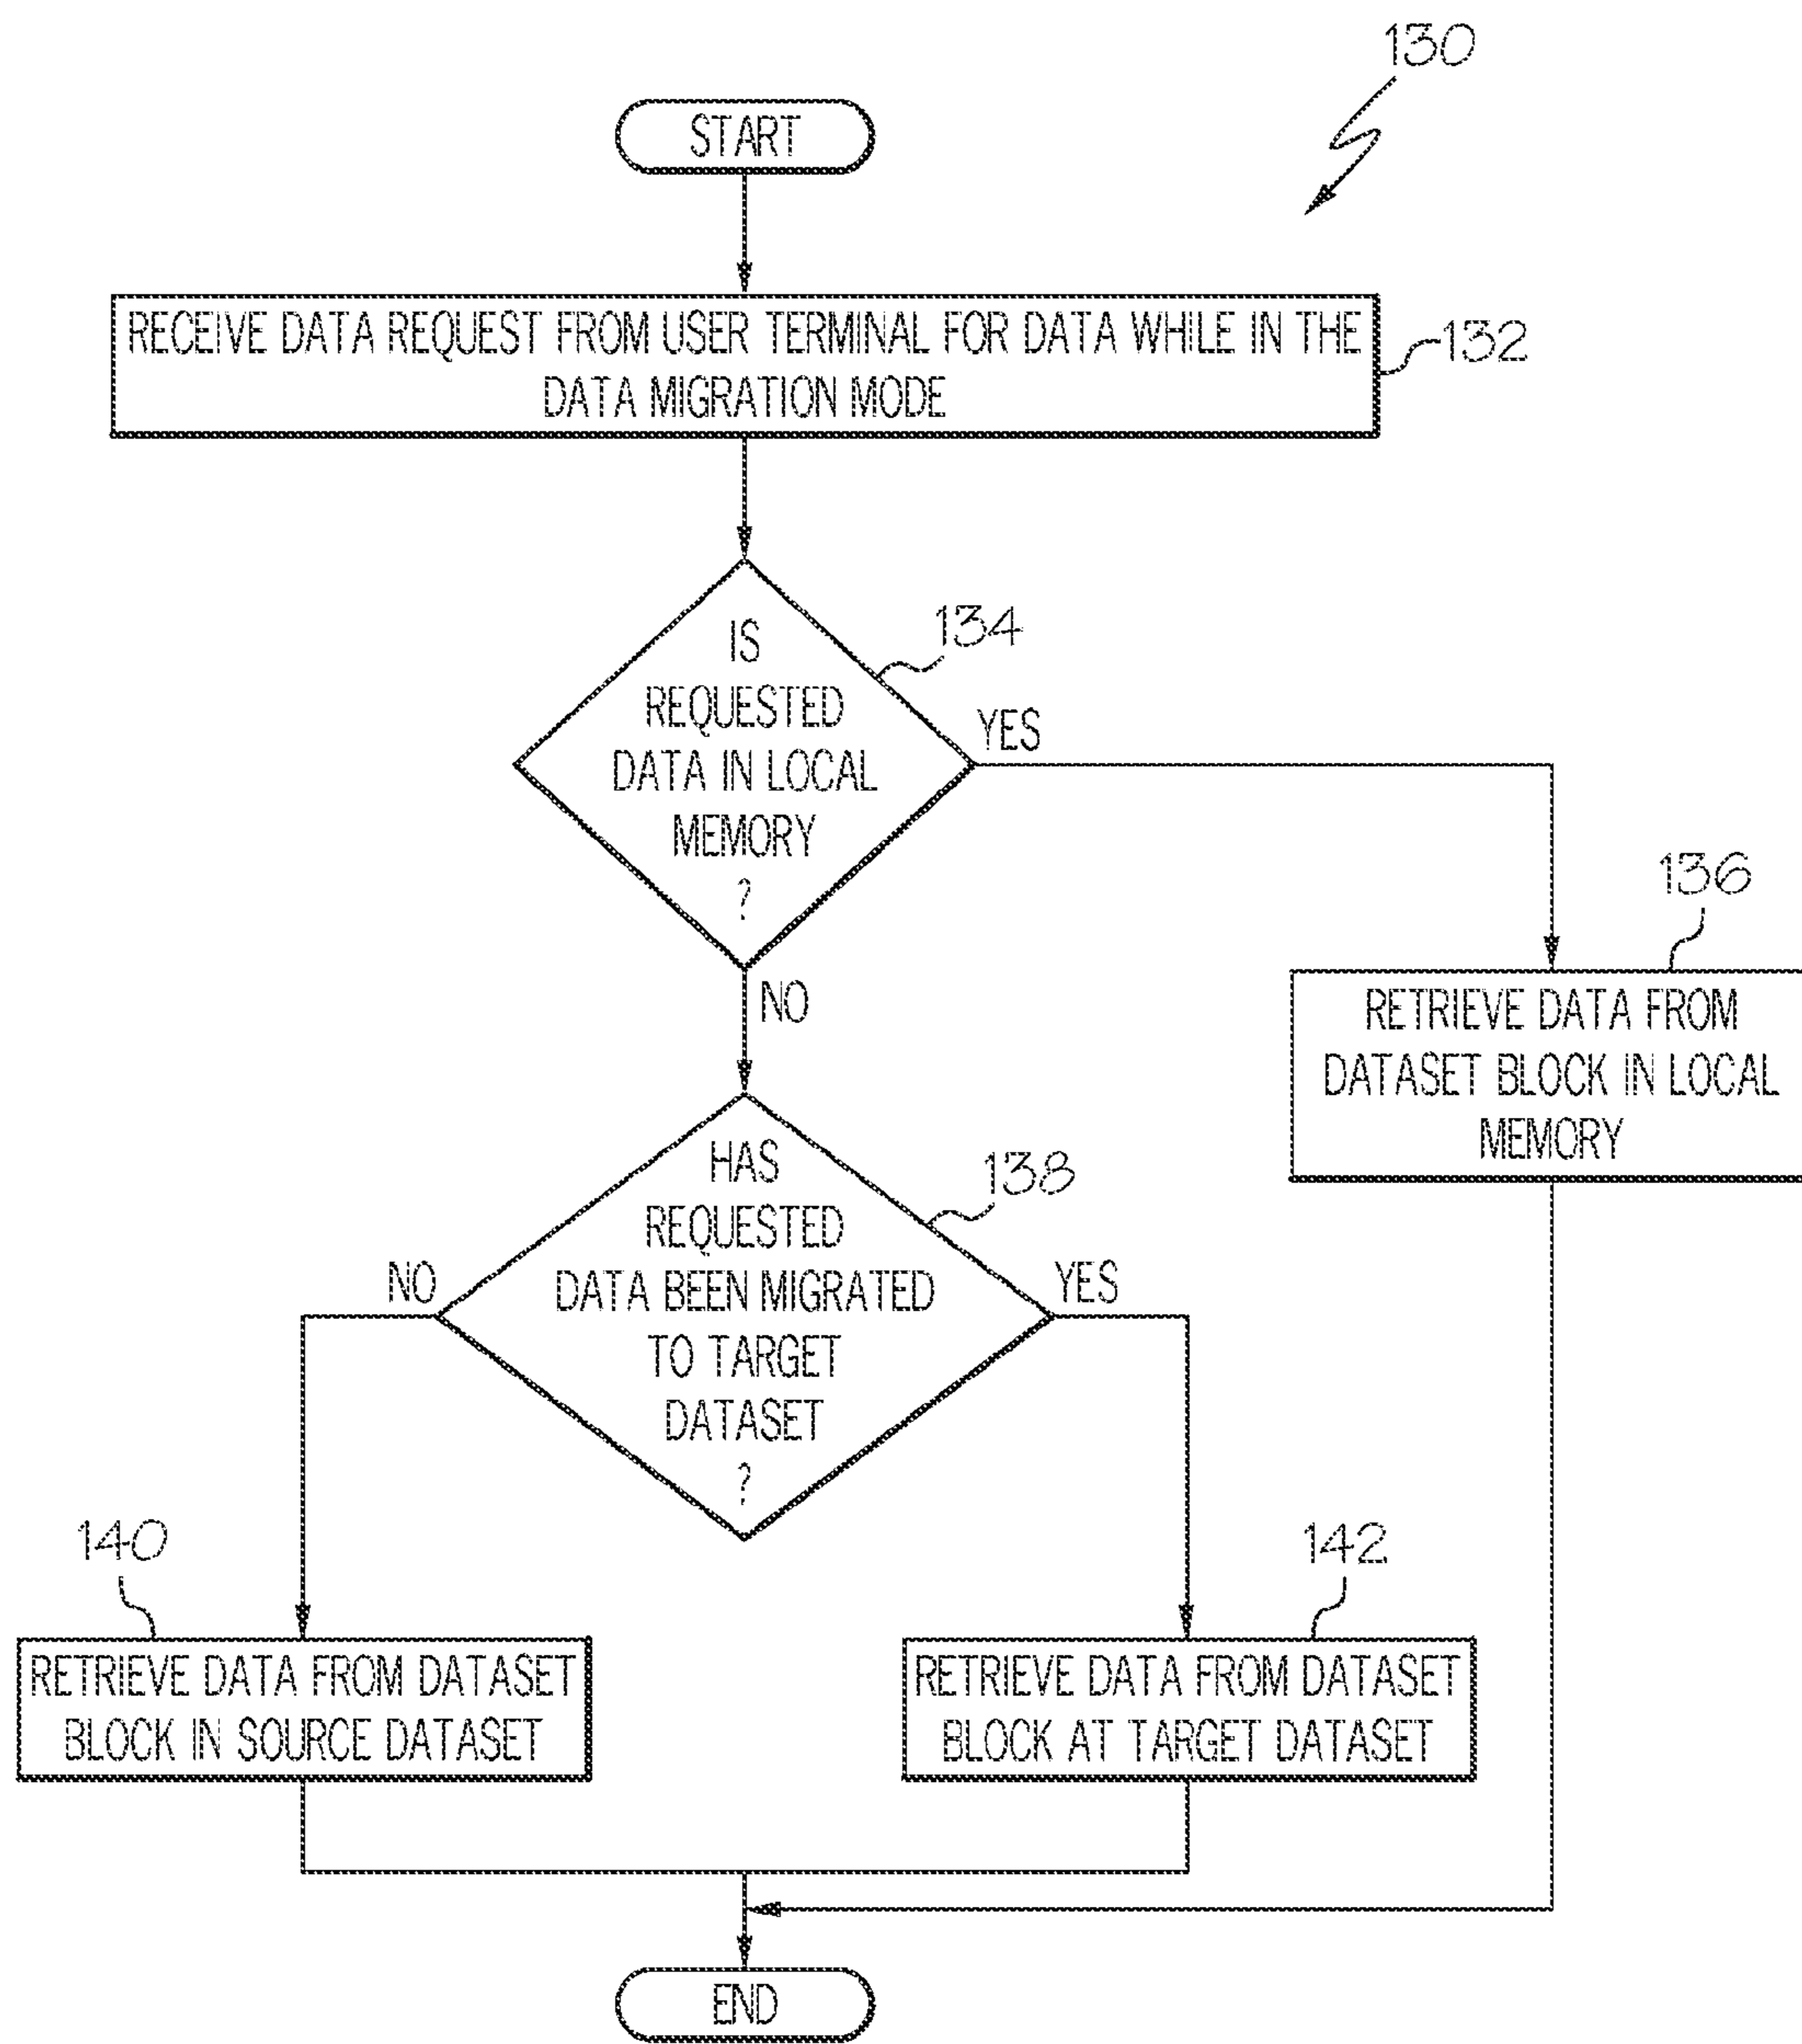 130
START
RECEIVE DATA REQUEST FROM USER TERMINAL FOR DATA WHILE IN THE
DATA MIGRATION MODE
132
IS
REQUESTED
DATA IN LOCAL
MEMORY
?
134
YES
NO
136
RETRIEVE DATA FROM
DATASET BLOCK IN LOCAL
MEMORY
HAS
REQUESTED
DATA BEEN MIGRATED
TO TARGET
DATASET
?
138
NO
YES
140
RETRIEVE DATA FROM DATASET
BLOCK IN SOURCE DATASET
142
RETRIEVE DATA FROM DATASET
BLOCK AT TARGET DATASET
END